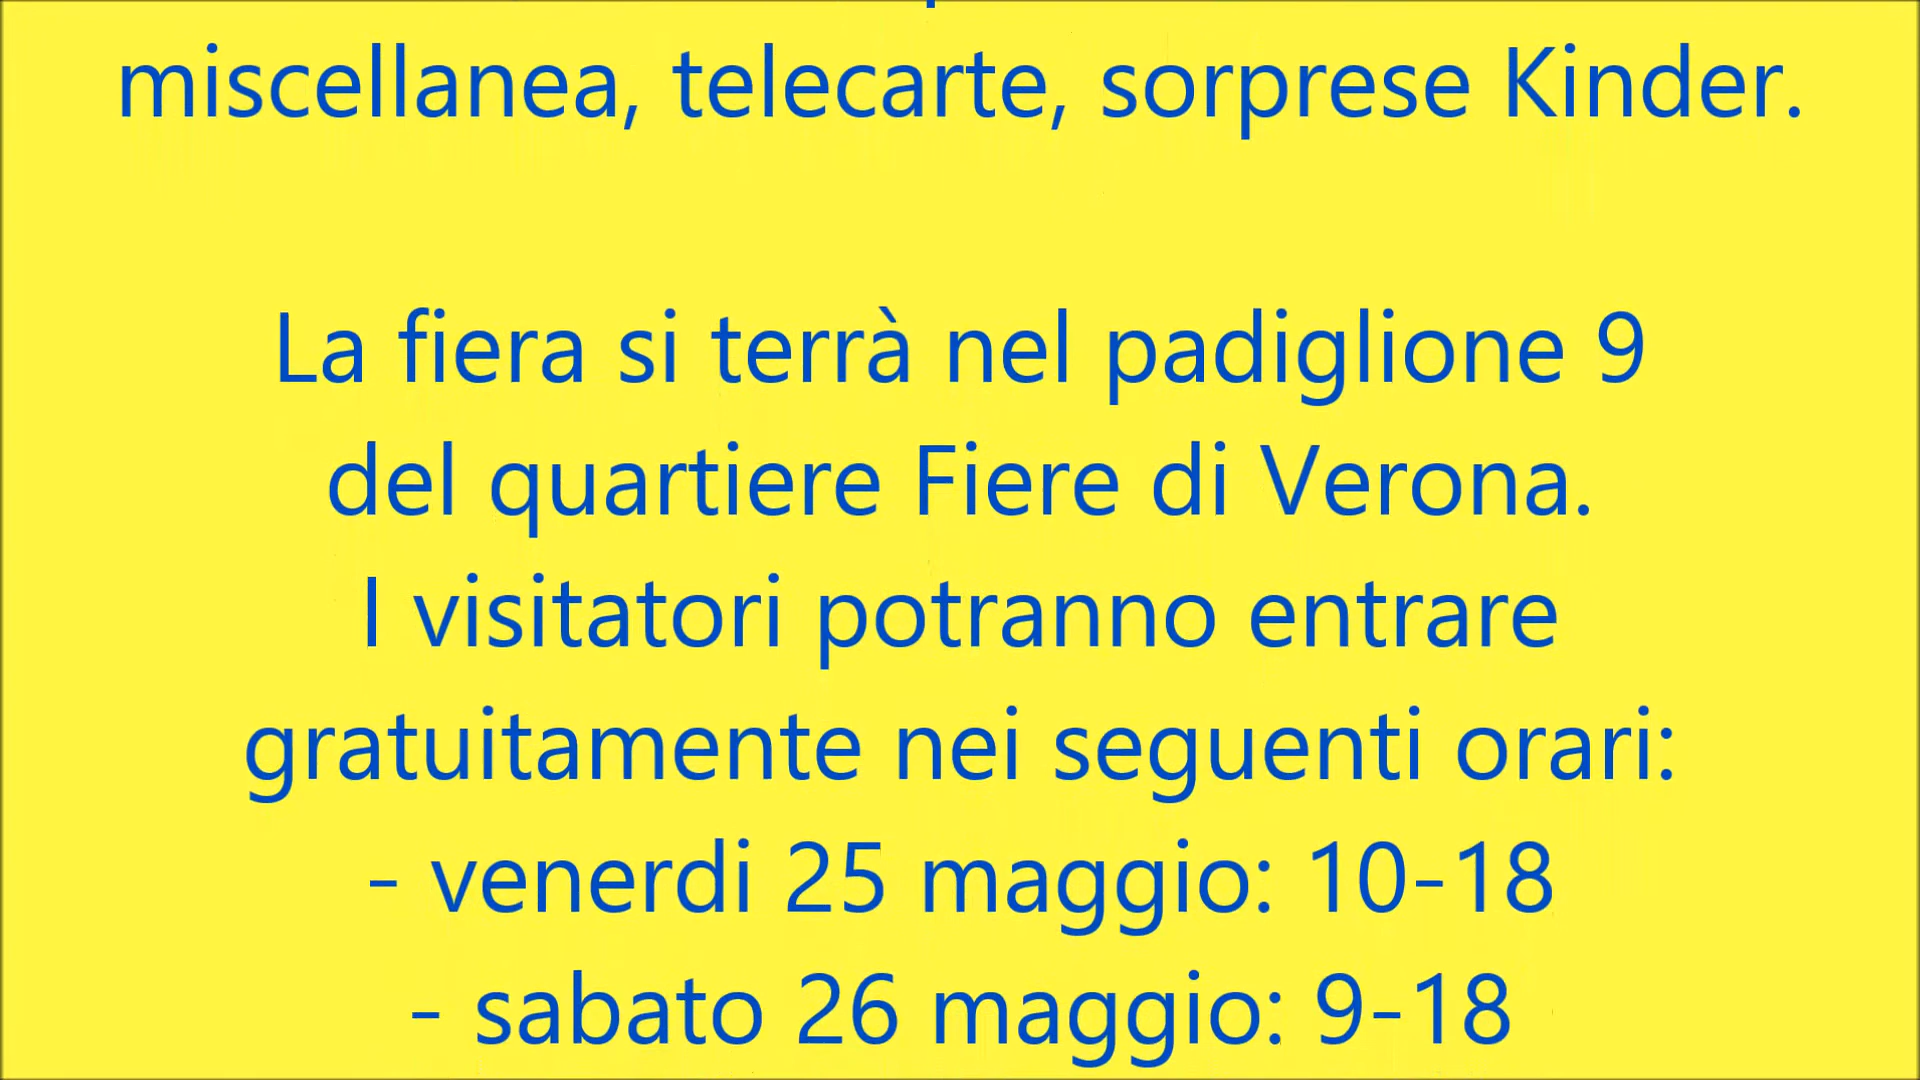 miscellanea, telecarte, sorprese Kinder.
La fiera si terrà nel padiglione 9
del quartiere Fiere di Verona.
I visitatori potranno entrare
gratuitamente nei seguenti orari:
- venerdi 25 maggio: 10-18
- sabato 26 maggio: 9-18